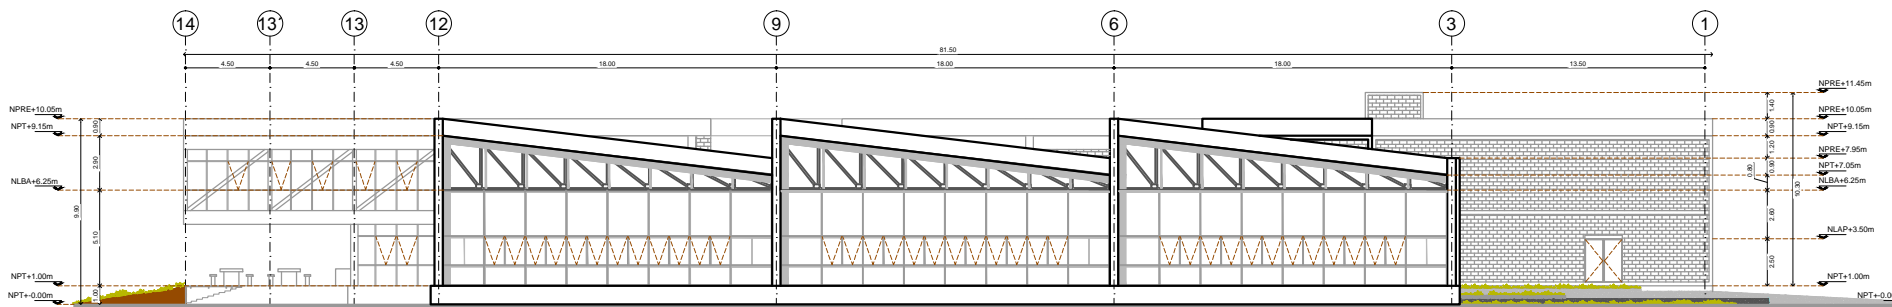 14
13'
13
12
9
6
3
1
81.50
4.50
4.50
4.50
18.00
18.00
18.00
13.50
NPRE+10.05m
NPT+9.15m
NLBA+6.25m
NPT+1.00m
NPT+-0.00m
9.90
0.90
2.90
5.10
1.00
NPRE+11.45m
NPRE+10.05m
NPT+9.15m
NPRE+7.95m
NPT+7.05m
NLBA+6.25m
NLAP+3.50m
NPT+1.00m
NPT+-0.0
1.40
0.90
1.20
0.90
0.80
2.60
2.50
10.30